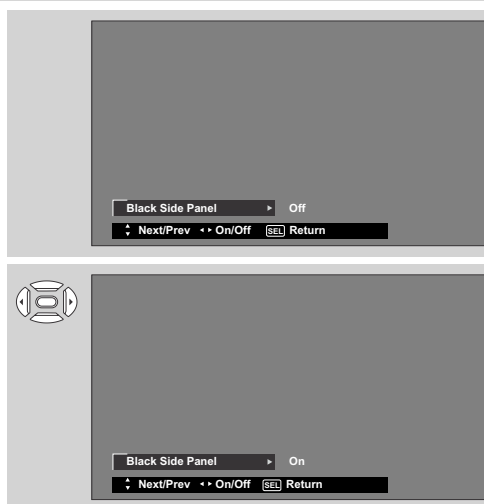 Black Side Panel Off
Next/Prev On/Off SEL Return
Black Side Panel On
Next/Prev On/Off SEL Return